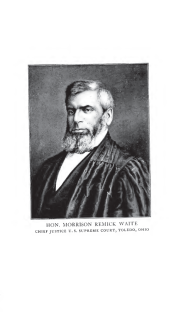 HON. MORRISON REMICK WAITE
CHIEF JUSTICE U. S. SUPREME COURT, TOLEDO, OHIO